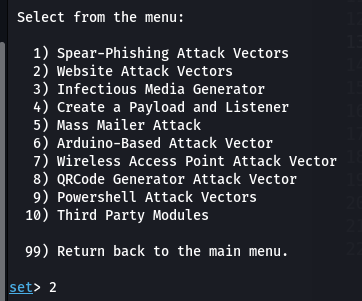 Select from the menu:
1) Spear-Phishing Attack Vectors
2) Website Attack Vectors
3) Infectious Media Generator
4) Create a Payload and Listener
5) Mass Mailer Attack
6) Arduino-Based Attack Vector
7) Wireless Access Point Attack Vector
8) QRCode Generator Attack Vector
9) Powershell Attack Vectors
10) Third Party Modules
99) Return back to the main menu.
set> 2